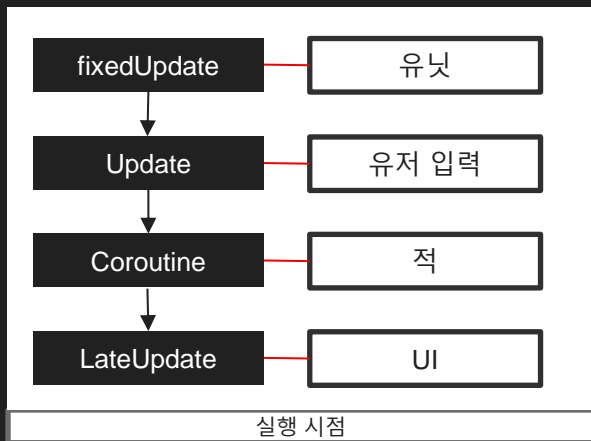 fixedUpdate 유닛
Update 유저 입력
Coroutine 적
LateUpdate UI
실행 시점